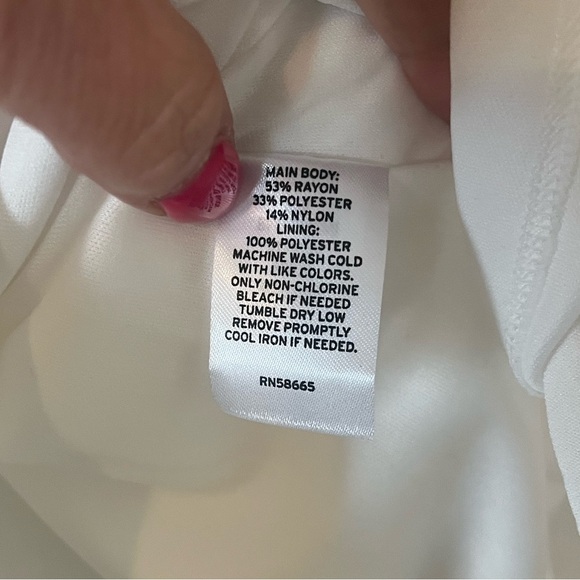 MAIN BODY:
53% RAYON
33% POLYESTER
14% NYLON
LINING:
100% POLYESTER
MACHINE WASH COLD
WITH LIKE COLORS.
ONLY NON-CHLORINE
BLEACH IF NEEDED
TUMBLE DRY LOW
REMOVE PROMPTLY
COOL IRON IF NEEDED.
RN58665